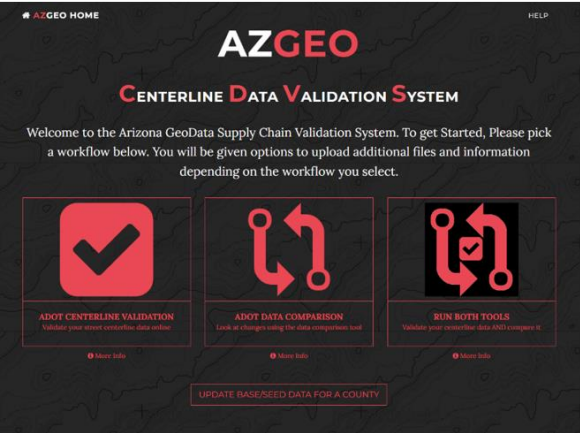 AZGEO HOME
HELP
AZGEO
CENTERLINE DATA VALIDATION SYSTEM
Welcome to the Arizona GeoData Supply Chain Validation System. To get Started, Please pick
a workflow below. You will be given options to upload additional files and information
depending on the workflow you select.
ADOT CENTERLINE VALIDATION
Validate your street centerline data online
More Info
ADOT DATA COMPARISON
Look at changes using the data comparison tool
More Info
RUN BOTH TOOLS
Validate your centerline data AND compare it
More Info
UPDATE BASE/SEED DATA FOR A COUNTY